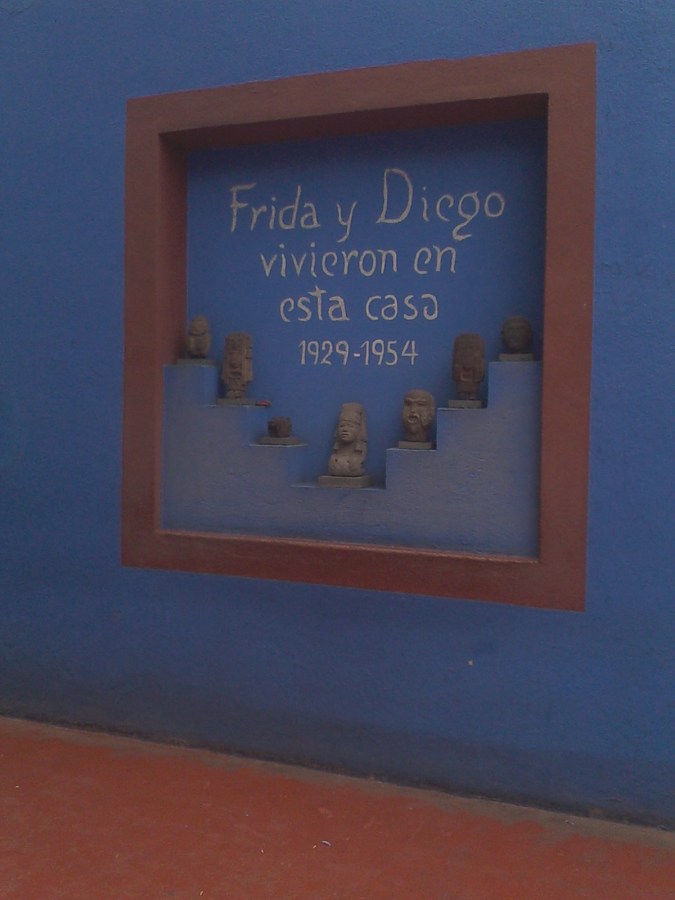 Frida y Diego
vivieron en
esta casa
1929-1954